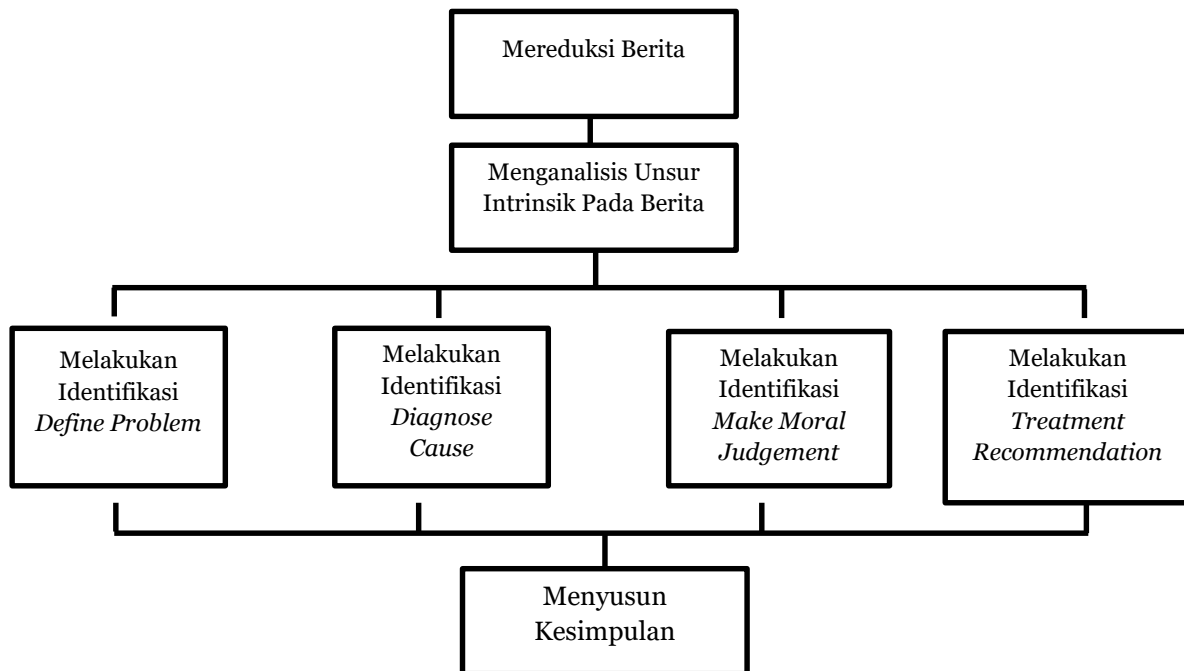 Mereduksi Berita
Menganalisis Unsur
Intrinsik Pada Berita
Melakukan
Identifikasi
Define Problem
Melakukan
Identifikasi
Diagnose
Cause
Melakukan
Identifikasi
Make Moral
Judgement
Melakukan
Identifikasi
Treatment
Recommendation
Menyusun
Kesimpulan